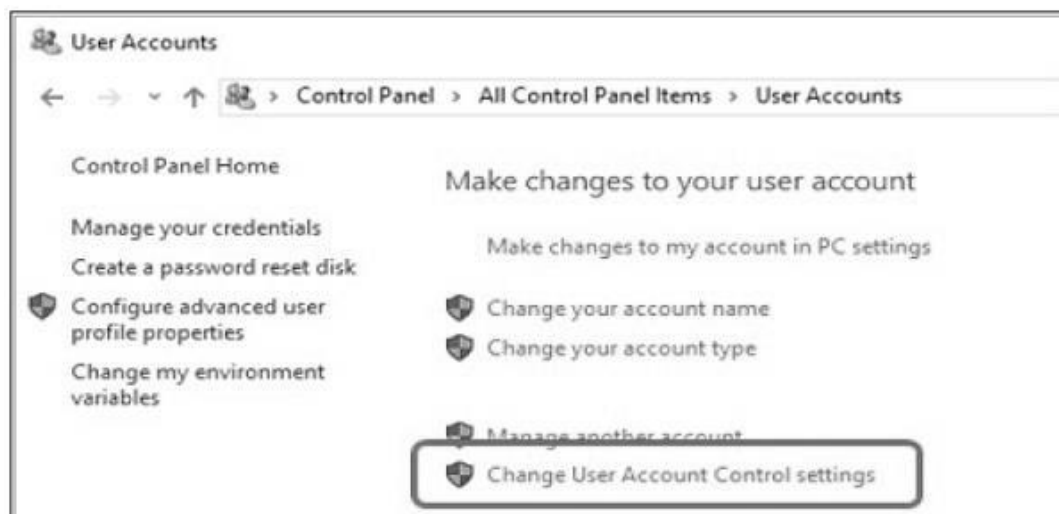 User Accounts
Control Panel > All Control Panel Items > User Accounts
Control Panel Home
Manage your credentials
Create a password reset disk
Configure advanced user
profile properties
Change my environment
variables
Make changes to your user account
Make changes to my account in PC settings
Change your account name
Change your account type
Manage another account
Change User Account Control settings